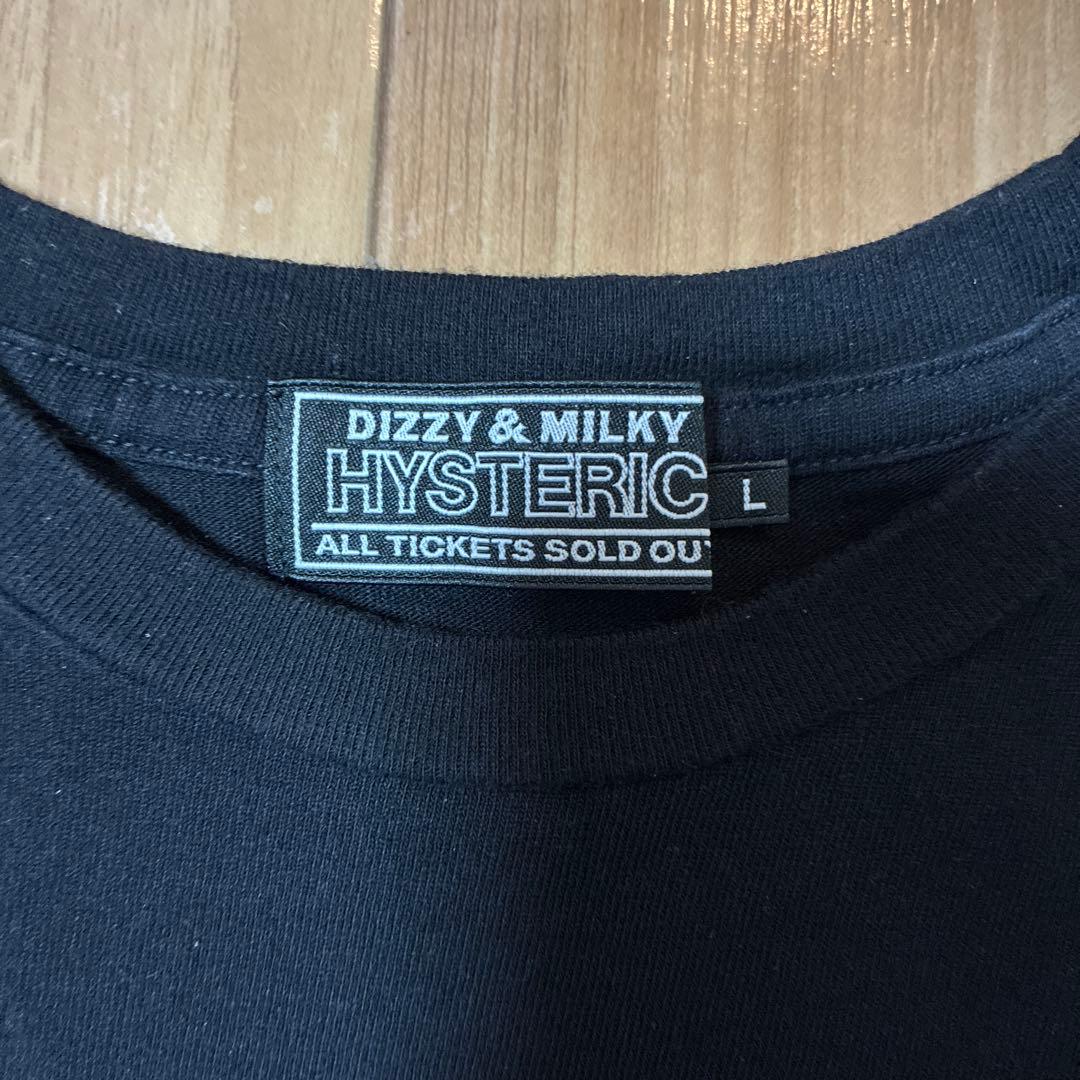 DIZZY & MILKY
HYSTERIC
ALL TICKETS SOLD OUT
L